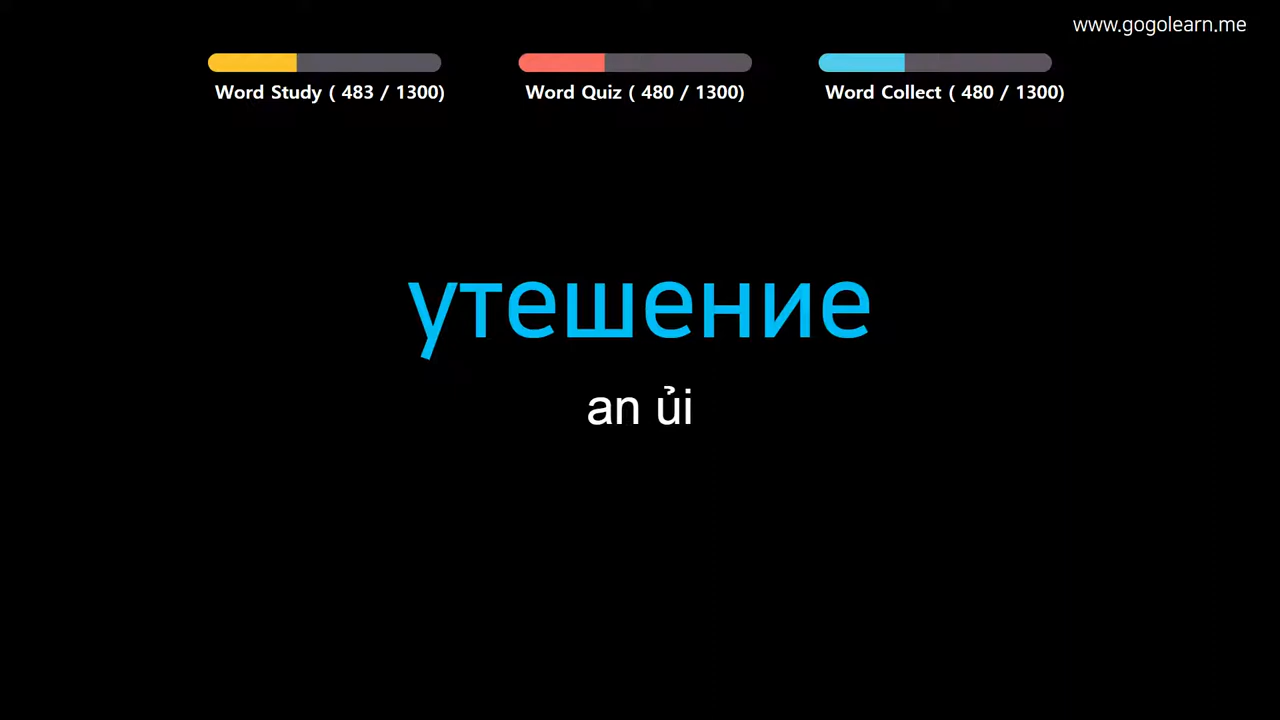 www.gogolearn.me
Word Study ( 483 / 1300)
Word Quiz ( 480 / 1300)
Word Collect ( 480 / 1300)
утешение
an ủi